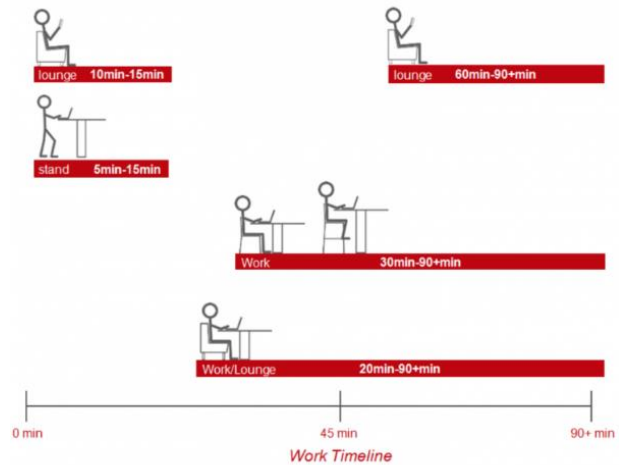 lounge 10min-15min
lounge 60min-90+min
stand 5min-15min
Work 30min-90+min
Work/Lounge 20min-90+min
0 min 45 min 90+ min
Work Timeline